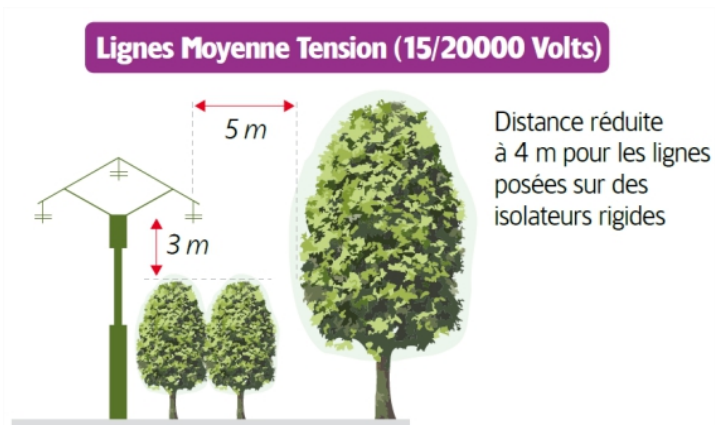 Lignes Moyenne Tension (15/20000 Volts)
5 m
3 m
Distance réduite
à 4 m pour les lignes
posées sur des
isolateurs rigides